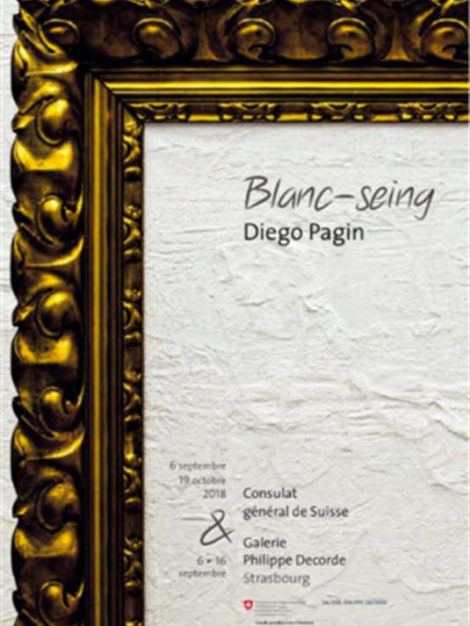 Blanc-seing
Diego Pagin
6 septembre
19 octobre
2018
Consulat
général de Suisse
&
6 - 16
septembre
Galerie
Philippe Decorde
Strasbourg
GALERIE PHILIPPE DECORDE